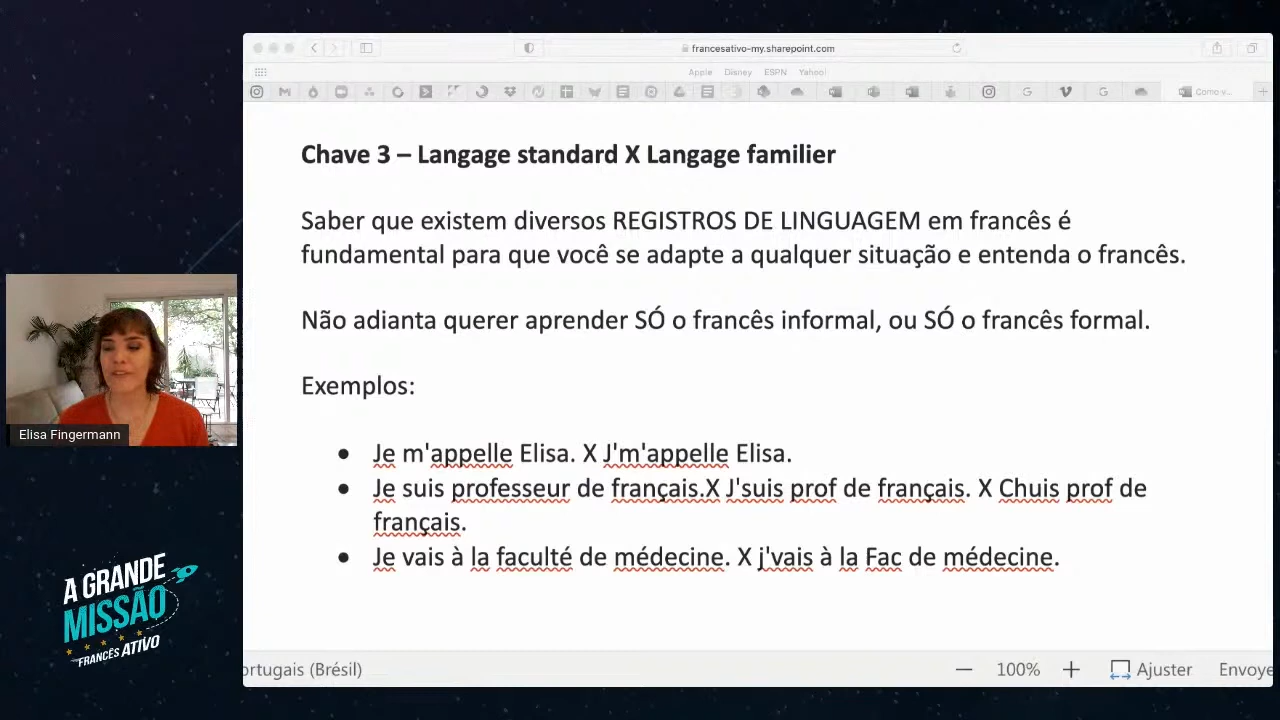 francesativo-my.sharepoint.com
Apple Disney ESPN Yahoo!
Como v...
Chave 3 – Langage standard X Langage familier
Saber que existem diversos REGISTROS DE LINGUAGEM em francês é
fundamental para que você se adapte a qualquer situação e entenda o francês.
Não adianta querer aprender SÓ o francês informal, ou SÓ o francês formal.
Exemplos:
• Je m'appelle Elisa. X J'm'appelle Elisa.
• Je suis professeur de français.X J'suis prof de français. X Chuis prof de
français.
• Je vais à la faculté de médecine. X j'vais à la Fac de médecine.
ortugais (Brésil) 100% Ajuster Envoye
Elisa Fingermann
A GRANDE
MISSÃO
FRANCÊS ATIVO